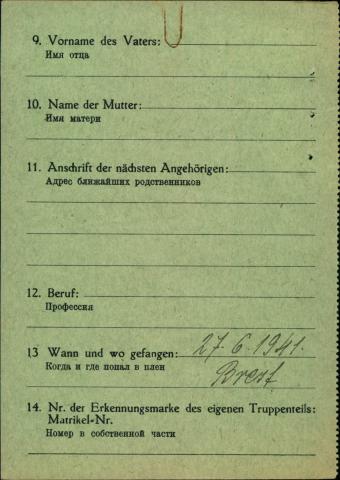 9. Vorname des Vaters:
Имя отца
10. Name der Mutter:
Имя матери
11. Anschrift der nächsten Angehörigen:
Адрес ближайших родственников
12. Beruf:
Профессия
13 Wann und wo gefangen: 27.6.1941.
Когда и где попал в плен Brest
14. Nr. der Erkennungsmarke des eigenen Truppenteils:
Matrikel-Nr.
Номер в собственной части